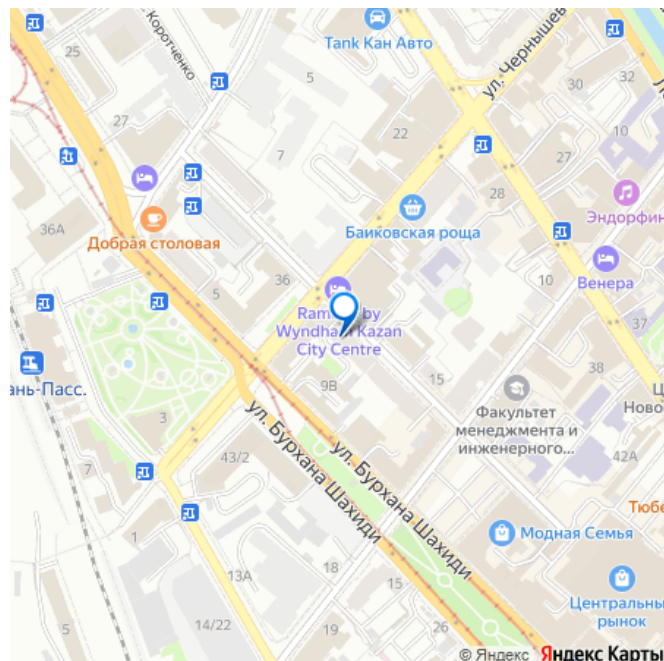 Коротченко
Tank Кан Авто
ул. Чернышев
5
30
32
27
22
10
7
27
28
Эндорфин
Байковская роща
36А
Добрая столовая
10
Венера
36
5
Wyndham Kazan
City Centre
37
ань-Пасс.
9В
15
Факультет
менеджмента и
инженерного...
Ц
Ново
3
ул. Бурхана Шахиди
ул. Бурхана Шахиди
43/2
42А
7
Тюбе
Модная Семья
1
18
13А
15
Центральны
рынок
14/22
5
19
26
© Яндекс Яндекс Карты